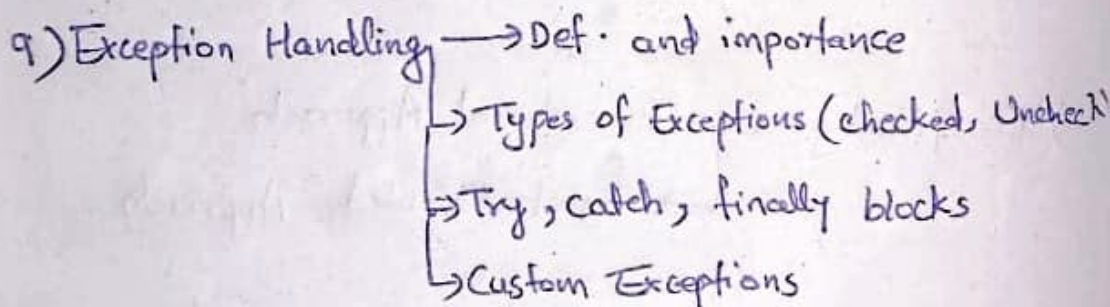 9) Exception Handling → Def. and importance
↳ Types of Exceptions (checked, Uncheck)
↳ Try, catch, finally blocks
↳ Custom Exceptions